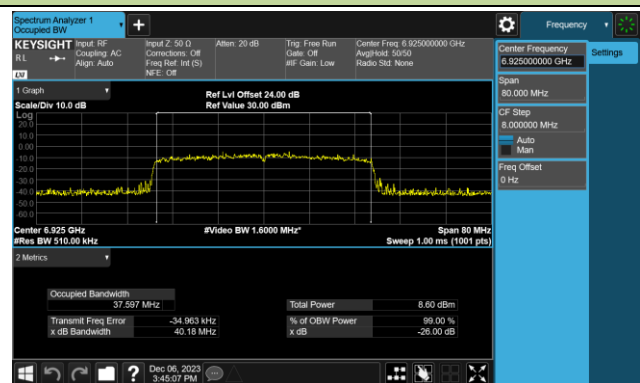 Spectrum Analyzer 1
Occupied BW
Frequency
KEYSIGHT
Input: RF
Input Z: 50 Ω
Atten: 20 dB
Trig: Free Run
Center Freq: 6.925000000 GHz
RL
Coupling: AC
Corrections: Off
Gate: Off
Avg|Hold: 50/50
Align: Auto
Freq Ref: Int (S)
#IF Gain: Low
Radio Std: None
LXI
NFE: Off
Center Frequency
6.925000000 GHz
Settings
Span
80.000 MHz
CF Step
8.000000 MHz
Auto
Man
Freq Offset
0 Hz
1 Graph
Ref Lvl Offset 24.00 dB
Scale/Div 10.0 dB
Ref Value 30.00 dBm
Log
20.0
10.0
0.00
-10.0
-20.0
-30.0
-40.0
-50.0
-60.0
Center 6.925 GHz
#Video BW 1.6000 MHz*
Span 80 MHz
#Res BW 510.00 kHz
Sweep 1.00 ms (1001 pts)
2 Metrics
Occupied Bandwidth
37.597 MHz
Total Power
8.60 dBm
Transmit Freq Error
-34.963 kHz
% of OBW Power
99.00 %
x dB Bandwidth
40.18 MHz
x dB
-26.00 dB
?
Dec 06, 2023
3:45:07 PM